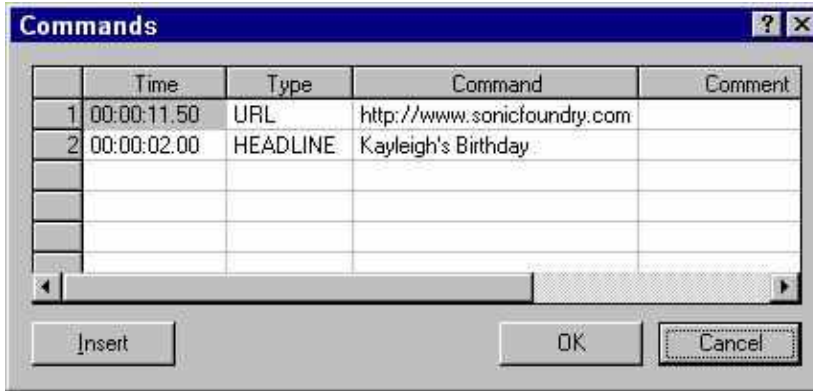 Commands ? ×
Time Type Command Comment
1 00:00:11.50 URL http://www.sonicfoundry.com
2 00:00:02.00 HEADLINE Kayleigh's Birthday
Insert OK Cancel